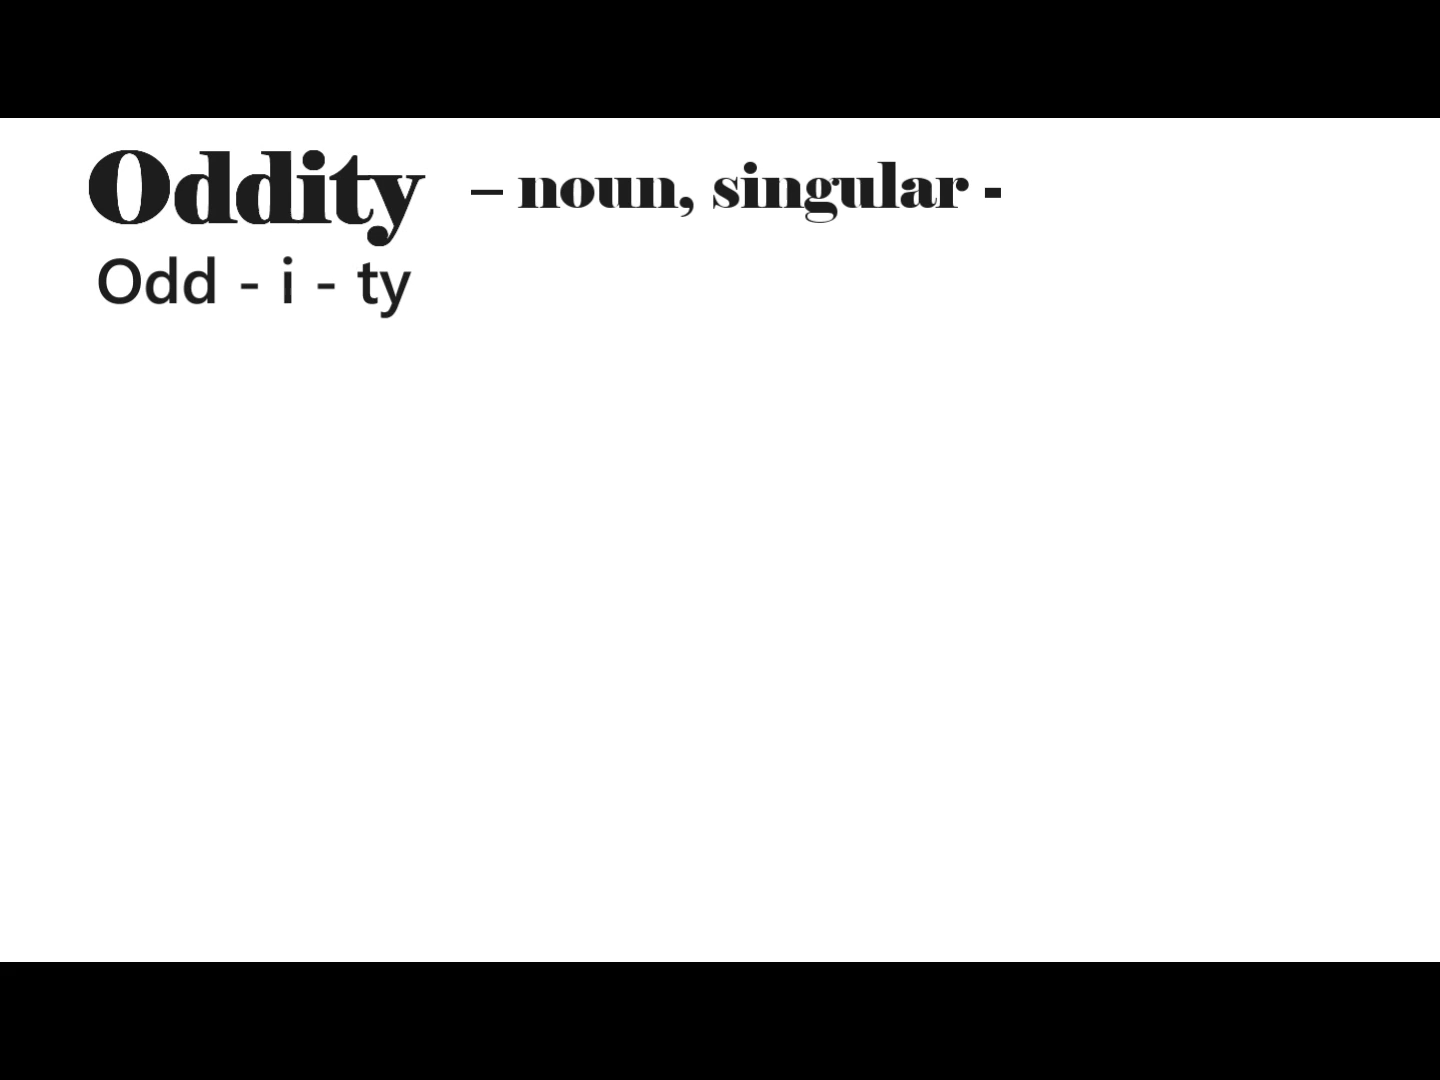 Oddity – noun, singular -
Odd - i - ty